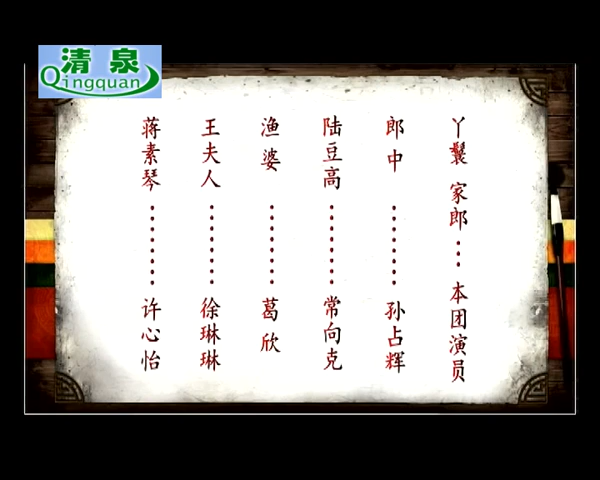 清泉
Qingquan
丫鬟 家郎 本团演员
郎中 孙占辉
陆豆高 常向克
渔婆 葛欣
王夫人 徐琳琳
蒋素琴 许心怡